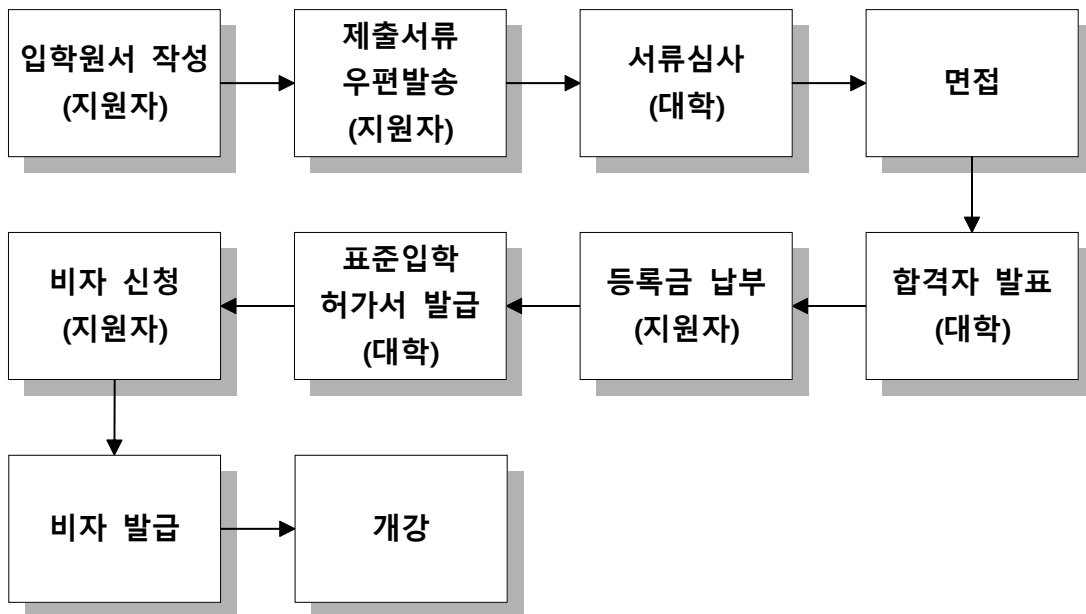 입학원서 작성
(지원자)
제출서류
우편발송
(지원자)
서류심사
(대학)
면접
합격자 발표
(대학)
등록금 납부
(지원자)
표준입학
허가서 발급
(대학)
비자 신청
(지원자)
비자 발급
개강